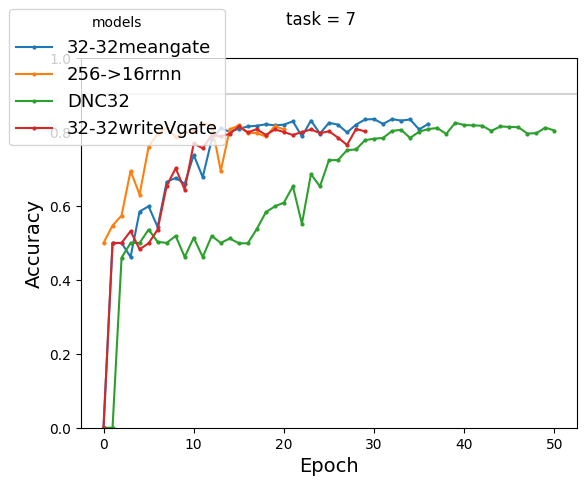 task = 7
models
32-32meangate
256->16rrnn
DNC32
32-32writeVgate
1.0
0.8
0.6
0.4
0.2
0.0
Accuracy
0
10
20
30
40
50
Epoch